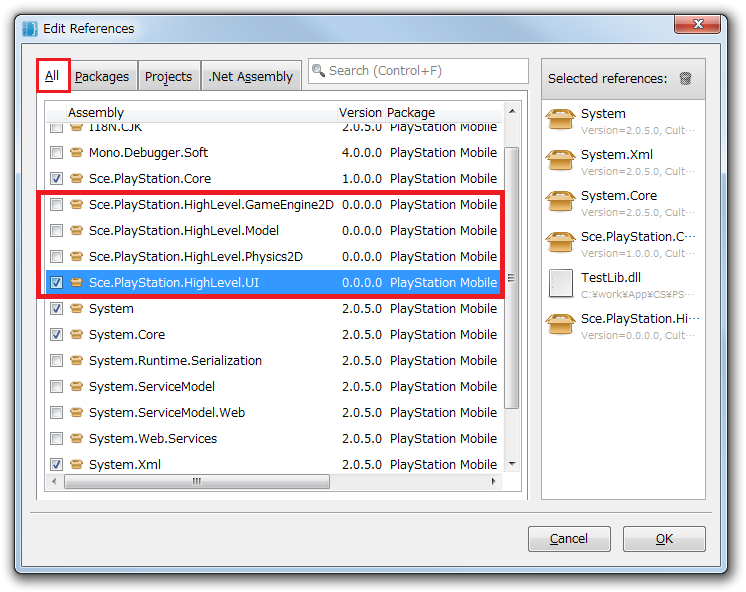 Edit References
All Packages Projects .Net Assembly Search (Control+F)
Assembly Version Package
I18N.CJK 2.0.5.0 PlayStation Mobile
Mono.Debugger.Soft 4.0.0.0 PlayStation Mobile
Sce.PlayStation.Core 1.0.0.0 PlayStation Mobile
Sce.PlayStation.HighLevel.GameEngine2D 0.0.0.0 PlayStation Mobile
Sce.PlayStation.HighLevel.Model 0.0.0.0 PlayStation Mobile
Sce.PlayStation.HighLevel.Physics2D 0.0.0.0 PlayStation Mobile
Sce.PlayStation.HighLevel.UI 0.0.0.0 PlayStation Mobile
System 2.0.5.0 PlayStation Mobile
System.Core 2.0.5.0 PlayStation Mobile
System.Runtime.Serialization 2.0.5.0 PlayStation Mobile
System.ServiceModel 2.0.5.0 PlayStation Mobile
System.ServiceModel.Web 2.0.5.0 PlayStation Mobile
System.Web.Services 2.0.5.0 PlayStation Mobile
System.Xml 2.0.5.0 PlayStation Mobile
Selected references:
System
Version=2.0.5.0, Cult···
System.Xml
Version=2.0.5.0, Cult···
System.Core
Version=2.0.5.0, Cult···
Sce.PlayStation.C···
Version=1.0.0.0, Cult···
TestLib.dll
C:¥work¥App¥CS¥PS···
Sce.PlayStation.Hi···
Version=0.0.0.0, Cult···
Cancel OK